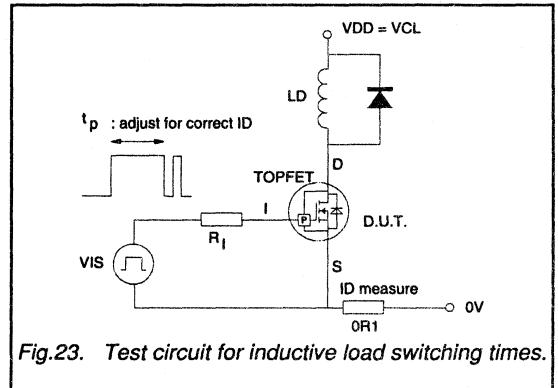 VDD = VCL
LD
tp : adjust for correct ID
D
TOPFET
I
P
D.U.T.
RI
VIS
S
ID measure
0V
0R1
Fig.23. Test circuit for inductive load switching times.